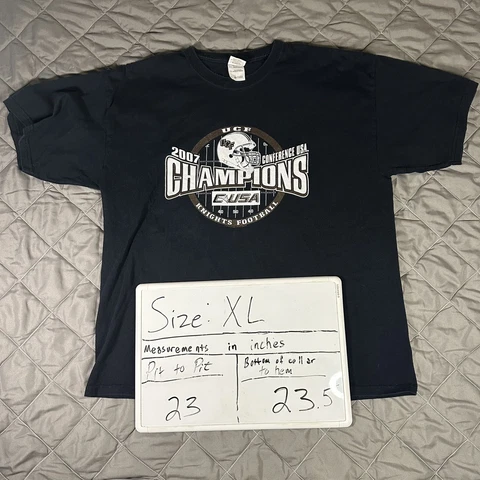 UCF
2007
CONFERENCE USA
CHAMPIONS
C USA
KNIGHTS FOOTBALL
Size: XL
Measurements in inches
Pit to Pit
23
Bottom of collar
to hem
23.5